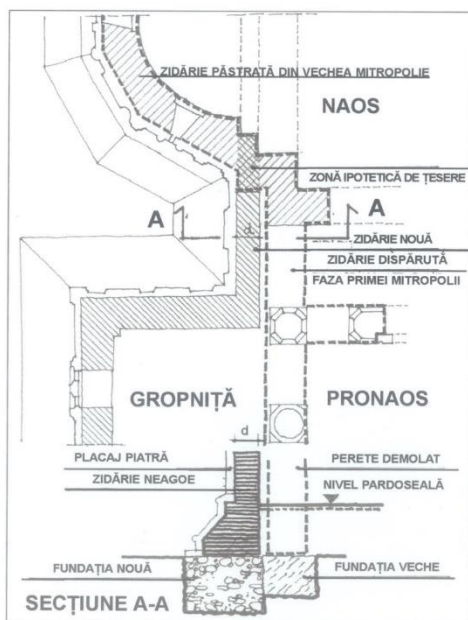 ZIDĂRIE PĂSTRATĂ DIN VECHEA MITROPOLIE
NAOS
ZONĂ IPOTETICĂ DE ȚESERE
A
A
d
ZIDĂRIE NOUĂ
ZIDĂRIE DISPĂRUTĂ
FAZA PRIMEI MITROPOLII
GROPNIȚĂ
PRONAOS
d
PLACAJ PIATRĂ
PERETE DEMOLAT
ZIDĂRIE NEAGOE
NIVEL PARDOSEALĂ
FUNDAȚIA NOUĂ
FUNDAȚIA VECHE
SECȚIUNE A-A